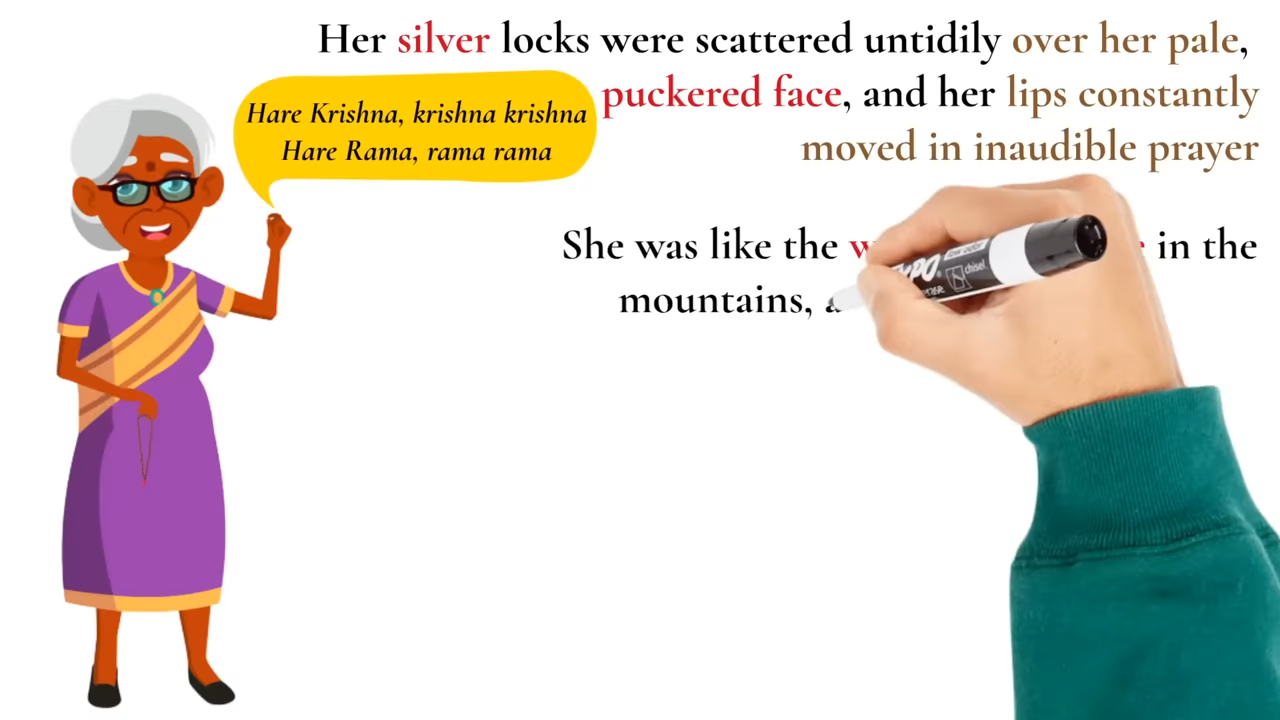 Her silver locks were scattered untidily over her pale,
puckered face, and her lips constantly
moved in inaudible prayer
Hare Krishna, krishna krishna
Hare Rama, rama rama
She was like the in the
mountains,
chisel